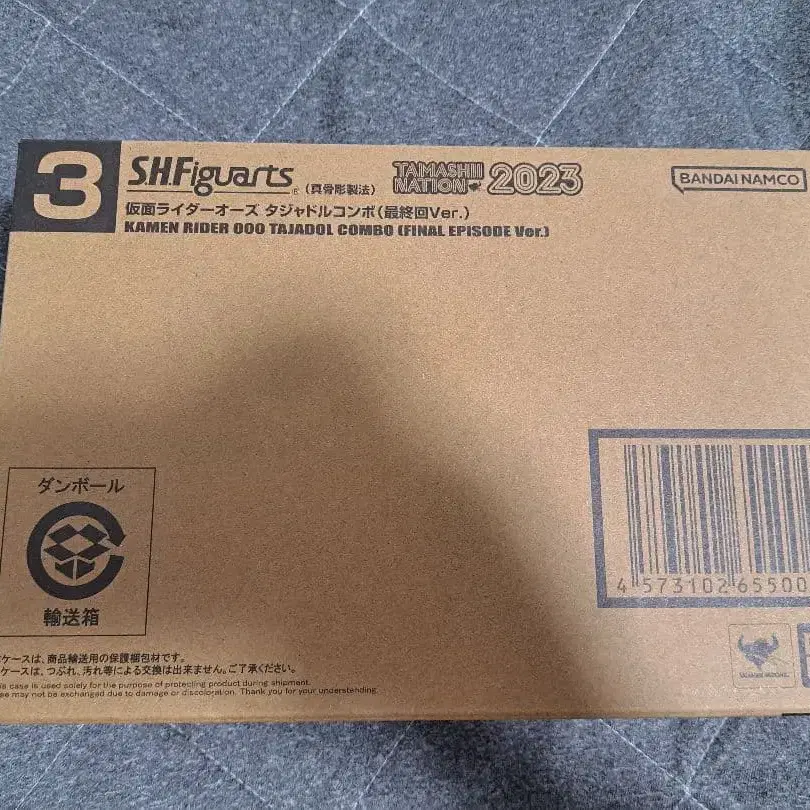 3
S.H.Figuarts
®
(真骨彫製法)
TAMASHII
NATION
2023
BANDAI NAMCO
仮面ライダーオーズ タジャドルコンボ(最終回Ver.)
KAMEN RIDER OOO TAJADOL COMBO (FINAL EPISODE Ver.)
ダンボール
輸送箱
4 573102 65500
ケースは、商品輸送用の保護梱包材です。
ケースは、つぶれ、汚れ等による交換は出来ません。ご了承ください。
is case is used solely for the purpose of protecting product during shipment.
se may not be exchanged due to damage or discoloration. Thank you for your understanding.